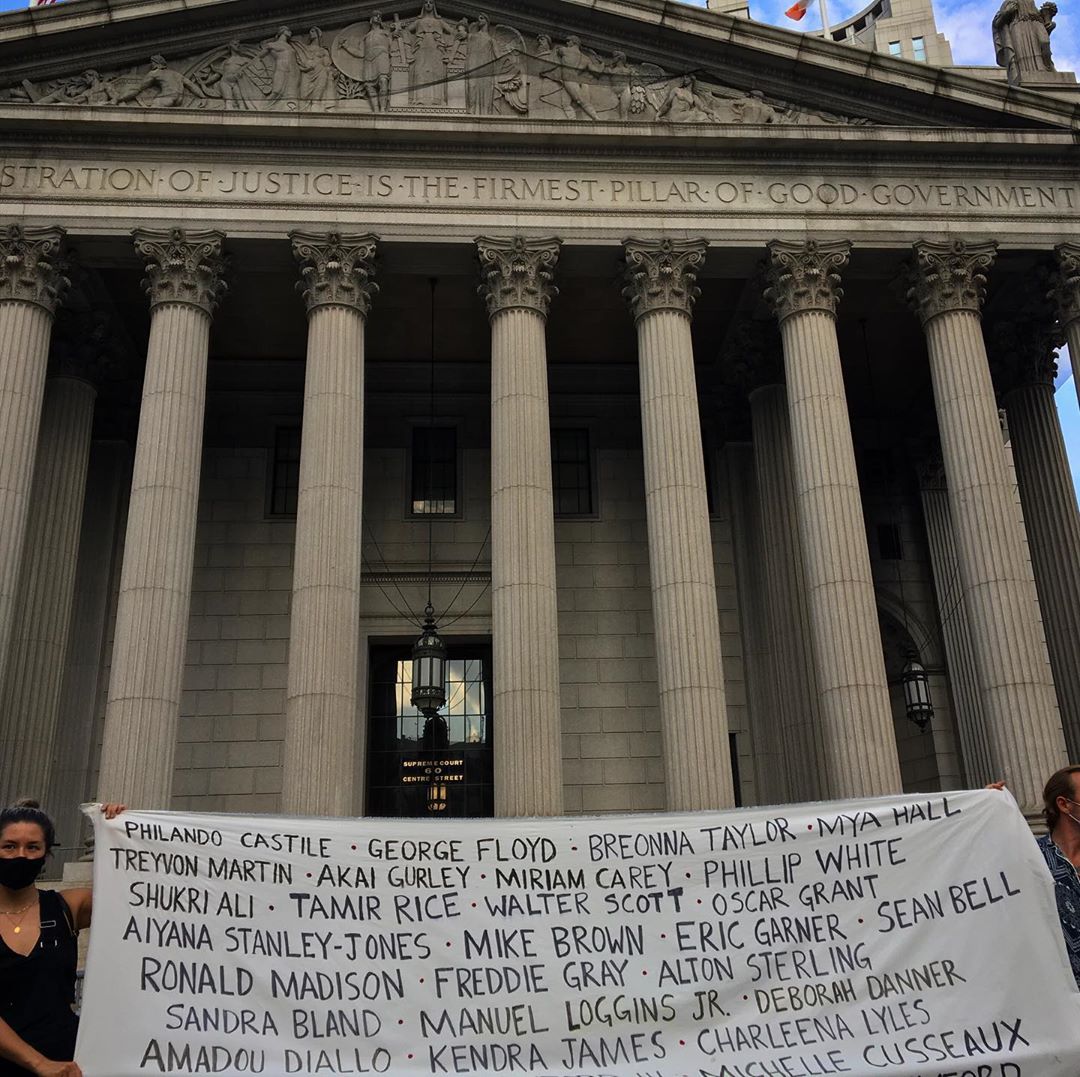 STRATION·OF·JUSTICE·IS·THE·FIRMEST·PILLAR·OF·GOOD·GOVERNMENT
SUPREME COURT
60
CENTRE STREET
PHILANDO CASTILE · GEORGE FLOYD · BREONNA TAYLOR · MYA HALL
TREYVON MARTIN · AKAI GURLEY · MIRIAM CAREY · PHILLIP WHITE
SHUKRI ALI · TAMIR RICE · WALTER SCOTT · OSCAR GRANT
AIYANA STANLEY-JONES · MIKE BROWN · ERIC GARNER · SEAN BELL
RONALD MADISON · FREDDIE GRAY · ALTON STERLING
SANDRA BLAND · MANUEL LOGGINS JR. · DEBORAH DANNER
AMADOU DIALLO · KENDRA JAMES · CHARLEENA LYLES
MICHELLE CUSSEAUX